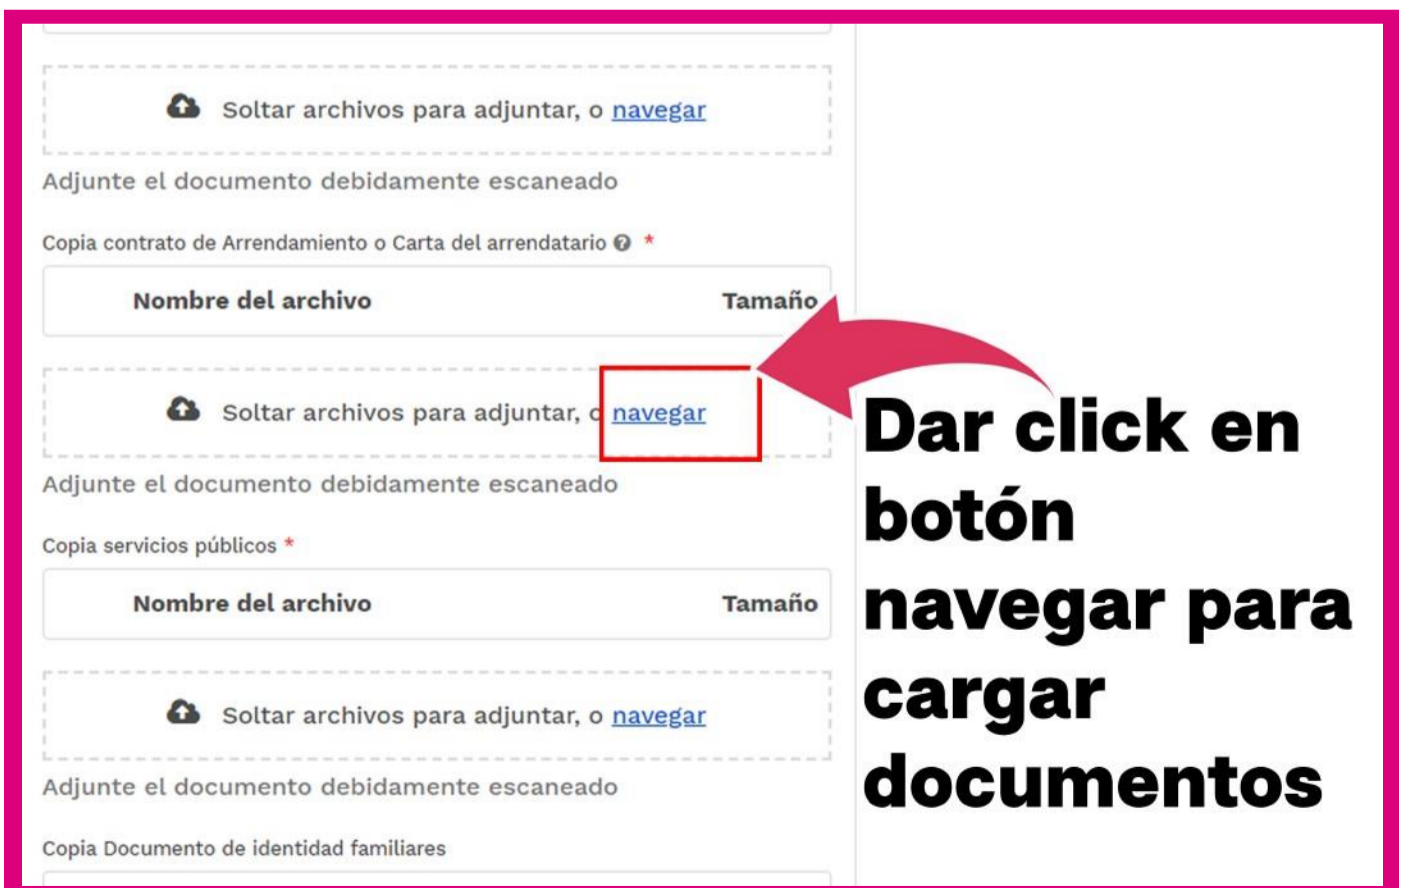 Soltar archivos para adjuntar, o navegar
Adjunte el documento debidamente escaneado
Copia contrato de Arrendamiento o Carta del arrendatario ? *
Nombre del archivo Tamaño
Soltar archivos para adjuntar, o navegar
Adjunte el documento debidamente escaneado
Copia servicios públicos *
Nombre del archivo Tamaño
Soltar archivos para adjuntar, o navegar
Adjunte el documento debidamente escaneado
Copia Documento de identidad familiares
Dar click en
botón
navegar para
cargar
documentos